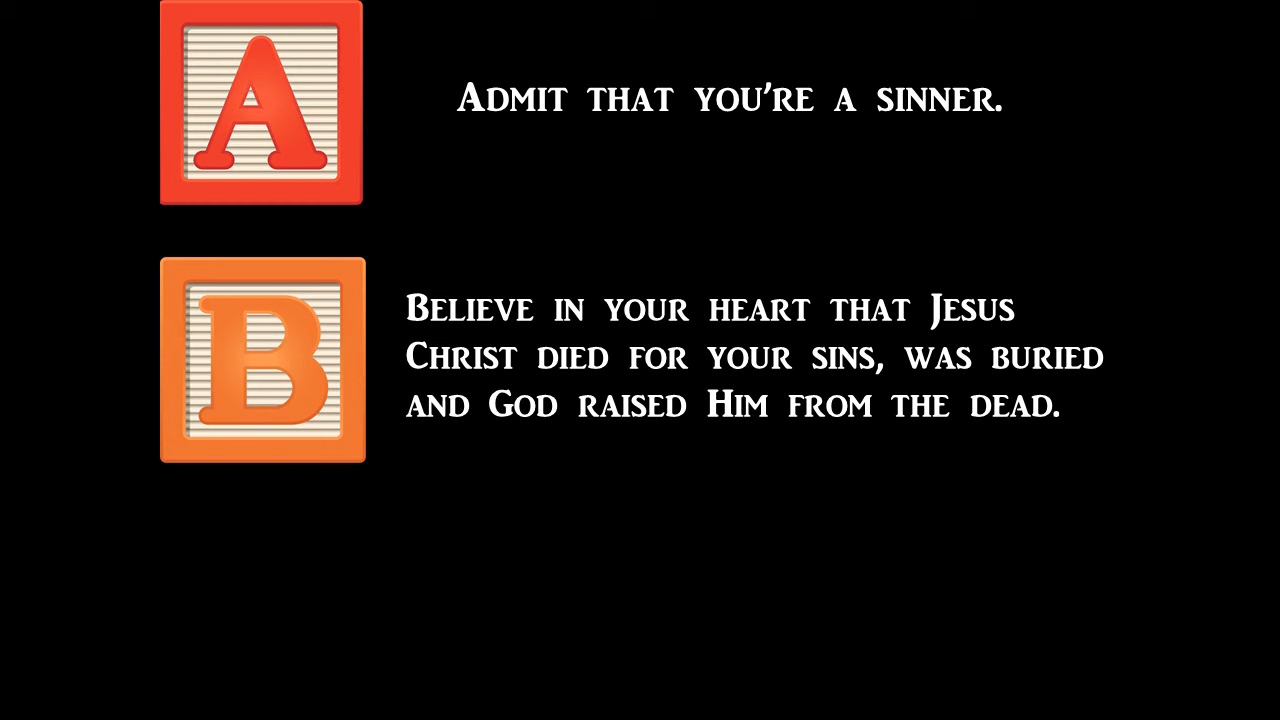 A
Admit that you're a sinner.
B
Believe in your heart that Jesus
Christ died for your sins, was buried
and God raised Him from the dead.